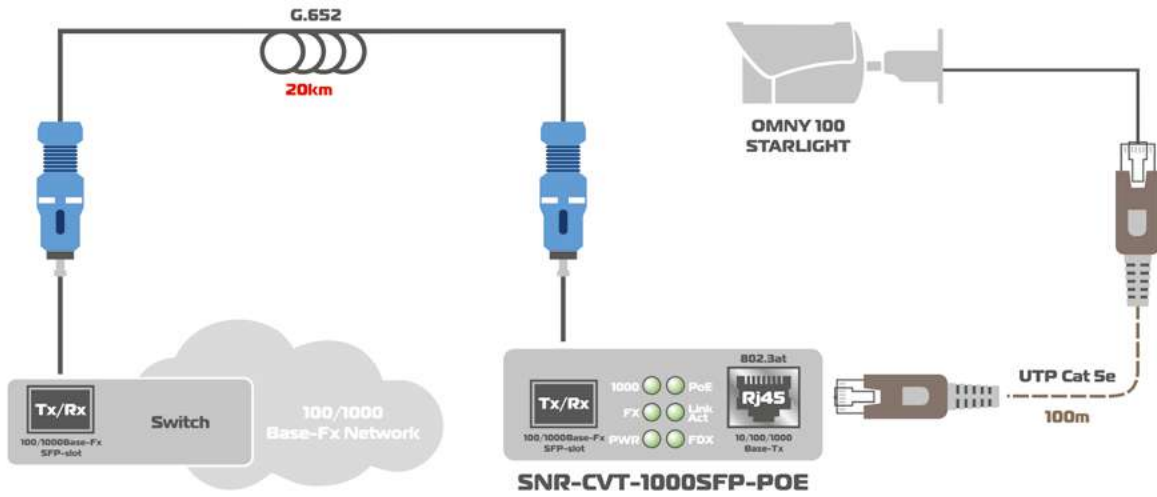 G.652
20km
OMNY 100
STARLIGHT
Tx/Rx
100/1000Base-Fx
SFP-slot
Switch
100/1000
Base-Fx Network
Tx/Rx
100/1000Base-Fx
SFP-slot
1000
FX
PWR
PoE
Link
Act
FDX
802.3at
Rj45
10/100/1000
Base-Tx
SNR-CVT-1000SFP-POE
UTP Cat 5e
100m